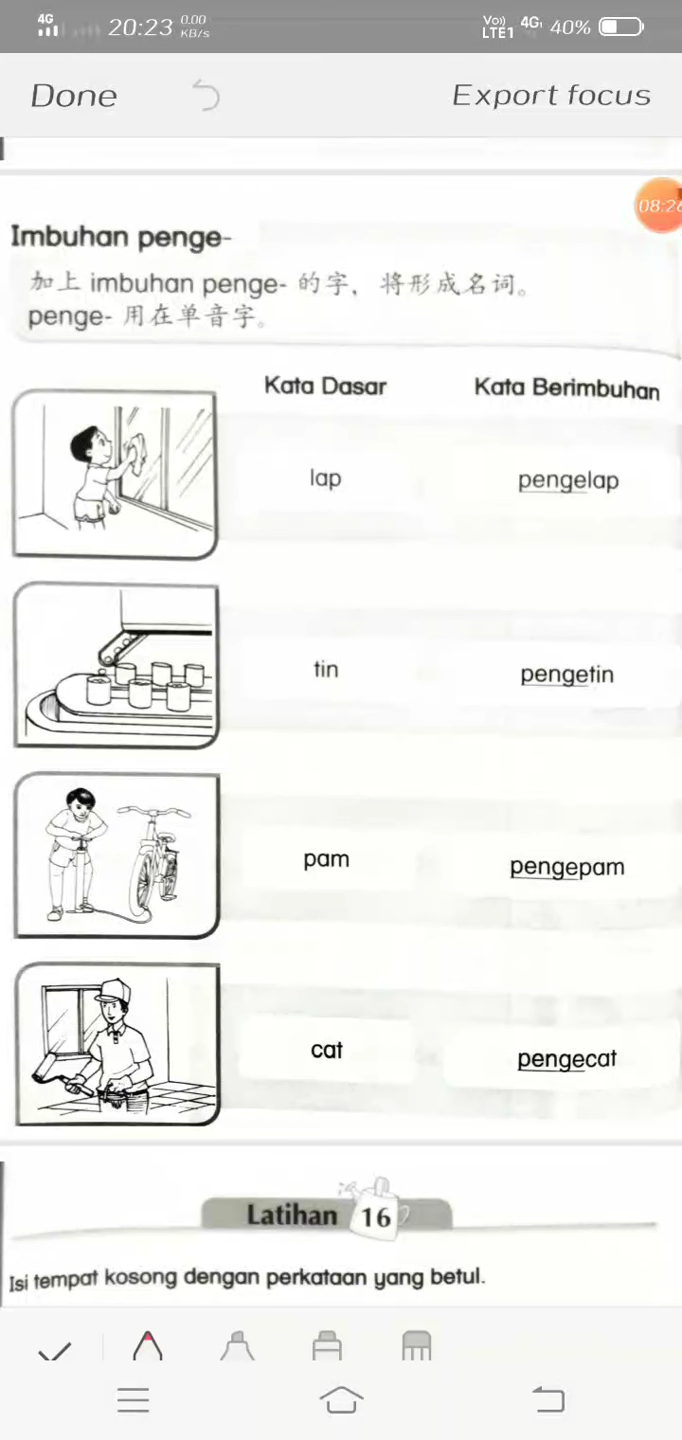 4G 20:23 0.00 KB/s Vo)) LTE1 4G 40%
Done Export focus
08:26
Imbuhan penge-
加上 imbuhan penge- 的字，将形成名词。
penge- 用在单音字。
Kata Dasar Kata Berimbuhan
lap pengelap
tin pengetin
pam pengepam
cat pengecat
Latihan 16
Isi tempat kosong dengan perkataan yang betul.